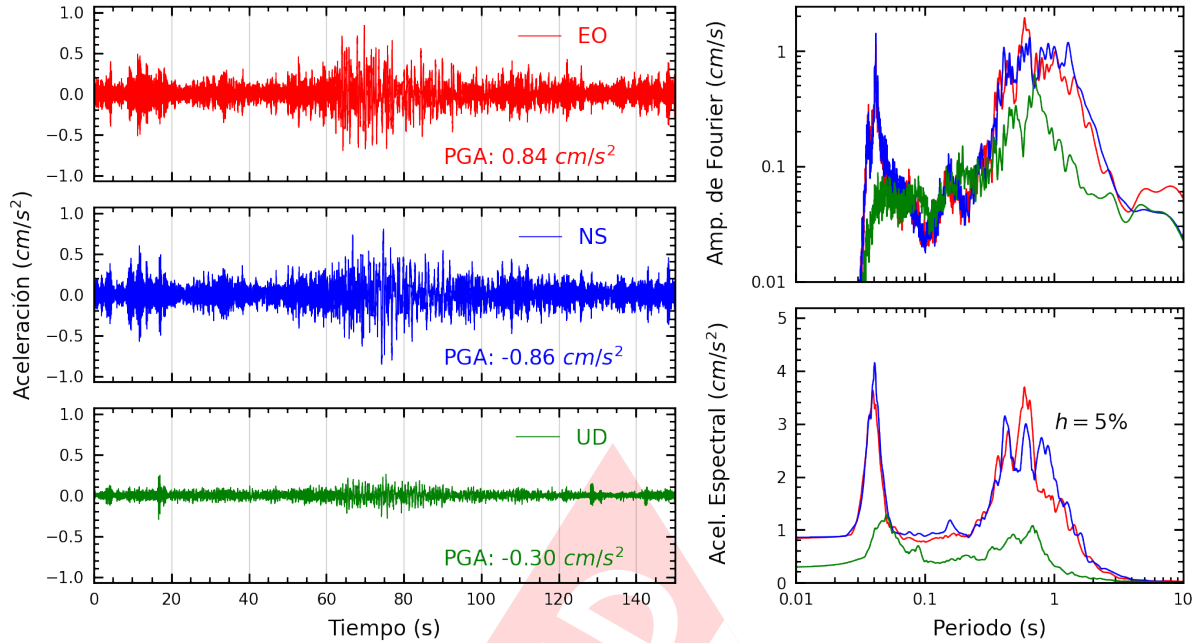 Aceleración (cm/s²)
1.0
0.5
0.0
−0.5
−1.0
EO
PGA: 0.84 cm/s²
1.0
0.5
0.0
−0.5
−1.0
NS
PGA: -0.86 cm/s²
1.0
0.5
0.0
−0.5
−1.0
UD
PGA: -0.30 cm/s²
0 20 40 60 80 100 120 140
Tiempo (s)
Amp. de Fourier (cm/s)
1
0.1
0.01
Acel. Espectral (cm/s²)
5
4
3
2
1
0
h = 5%
0.01 0.1 1 10
Periodo (s)